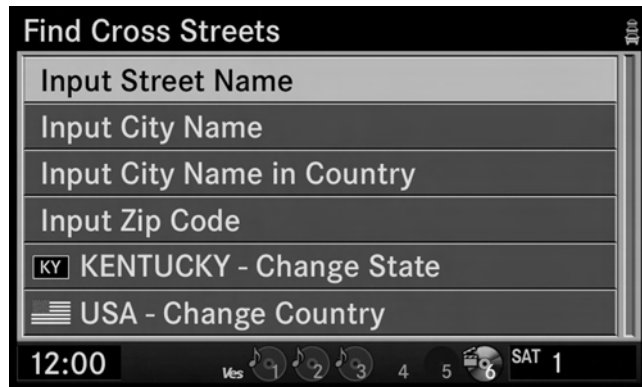 Find Cross Streets
Input Street Name
Input City Name
Input City Name in Country
Input Zip Code
KY KENTUCKY - Change State
USA - Change Country
12:00 Ves 1 2 3 4 5 6 SAT 1